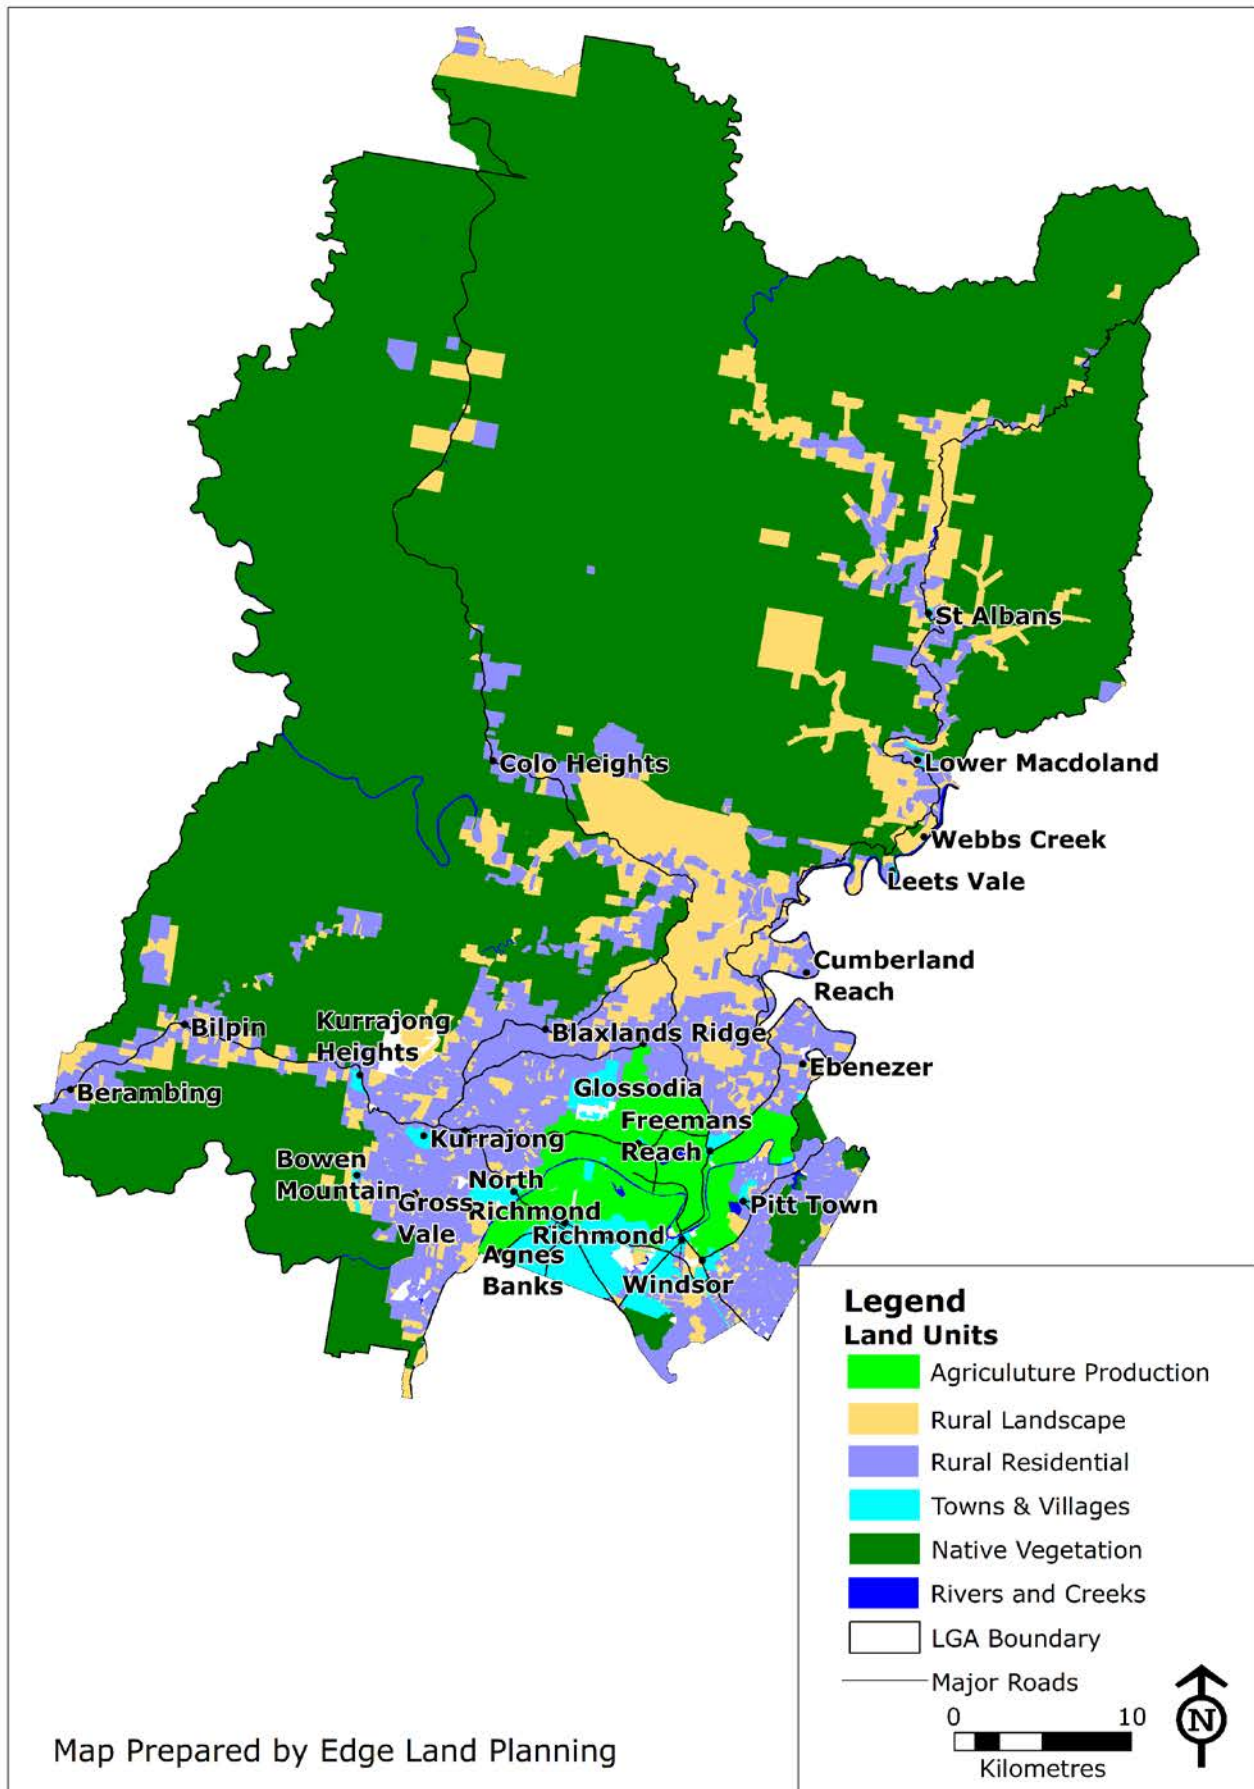 St Albans
Colo Heights
Lower Macdoland
Webbs Creek
Leets Vale
Cumberland
Reach
Bilpin
Kurrajong
Heights
Blaxlands Ridge
Ebenezer
Berambing
Glossodia
Freemans
Reach
Kurrajong
Bowen
Mountain
North
Richmond
Gross
Vale
Pitt Town
Richmond
Agnes
Banks
Windsor
Legend
Land Units
Agriculuture Production
Rural Landscape
Rural Residential
Towns & Villages
Native Vegetation
Rivers and Creeks
LGA Boundary
Major Roads
0 10
Kilometres
N
Map Prepared by Edge Land Planning